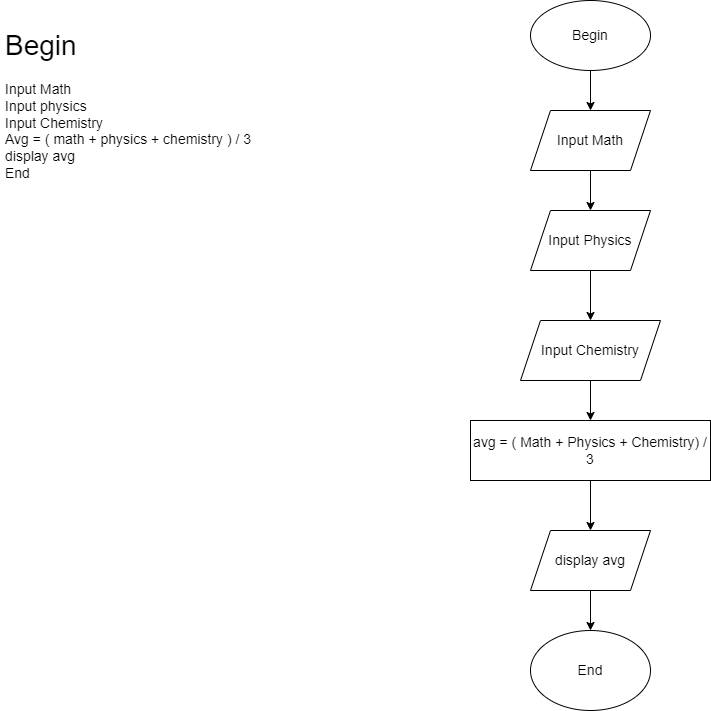 Begin
Input Math
Input physics
Input Chemistry
Avg = ( math + physics + chemistry ) / 3
display avg
End
Begin
Input Math
Input Physics
Input Chemistry
avg = ( Math + Physics + Chemistry) /
3
display avg
End